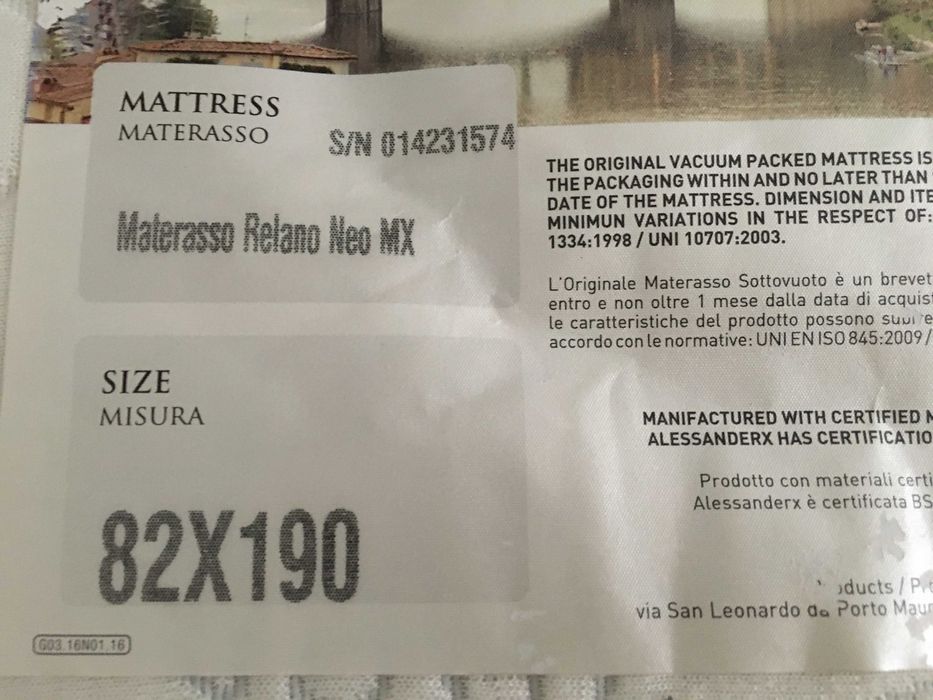 MATTRESS
MATERASSO
S/N 014231574
Materasso Relano Neo MX
SIZE
MISURA
82X190
G03.16N01.16
THE ORIGINAL VACUUM PACKED MATTRESS IS
THE PACKAGING WITHIN AND NO LATER THAN
DATE OF THE MATTRESS. DIMENSION AND ITE
MINIMUN VARIATIONS IN THE RESPECT OF:
1334:1998 / UNI 10707:2003.
L'Originale Materasso Sottovuoto è un brevet
entro e non oltre 1 mese dalla data di acquist
le caratteristiche del prodotto possono
accordo con le normative: UNI EN ISO 845:2009/
MANIFACTURED WITH CERTIFIED M
ALESSANDERX HAS CERTIFICATIO
Prodotto con materiali certi
Alessanderx è certificata BS
oducts / Pr
via San Leonardo da Porto Maur